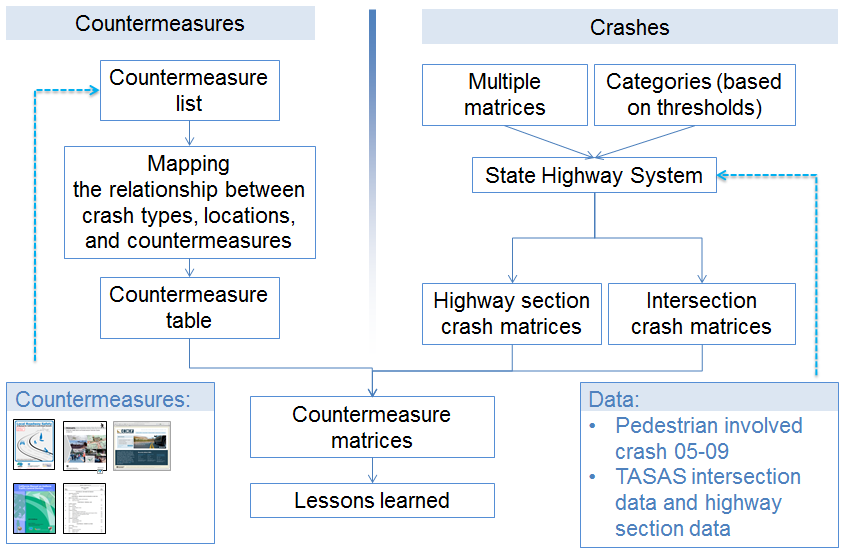 Countermeasures
Countermeasure
list
Mapping
the relationship between
crash types, locations,
and countermeasures
Countermeasure
table
Crashes
Multiple
matrices
Categories (based
on thresholds)
State Highway System
Highway section
crash matrices
Intersection
crash matrices
Countermeasures:
Countermeasure
matrices
Lessons learned
Data:
• Pedestrian involved
crash 05-09
• TASAS intersection
data and highway
section data